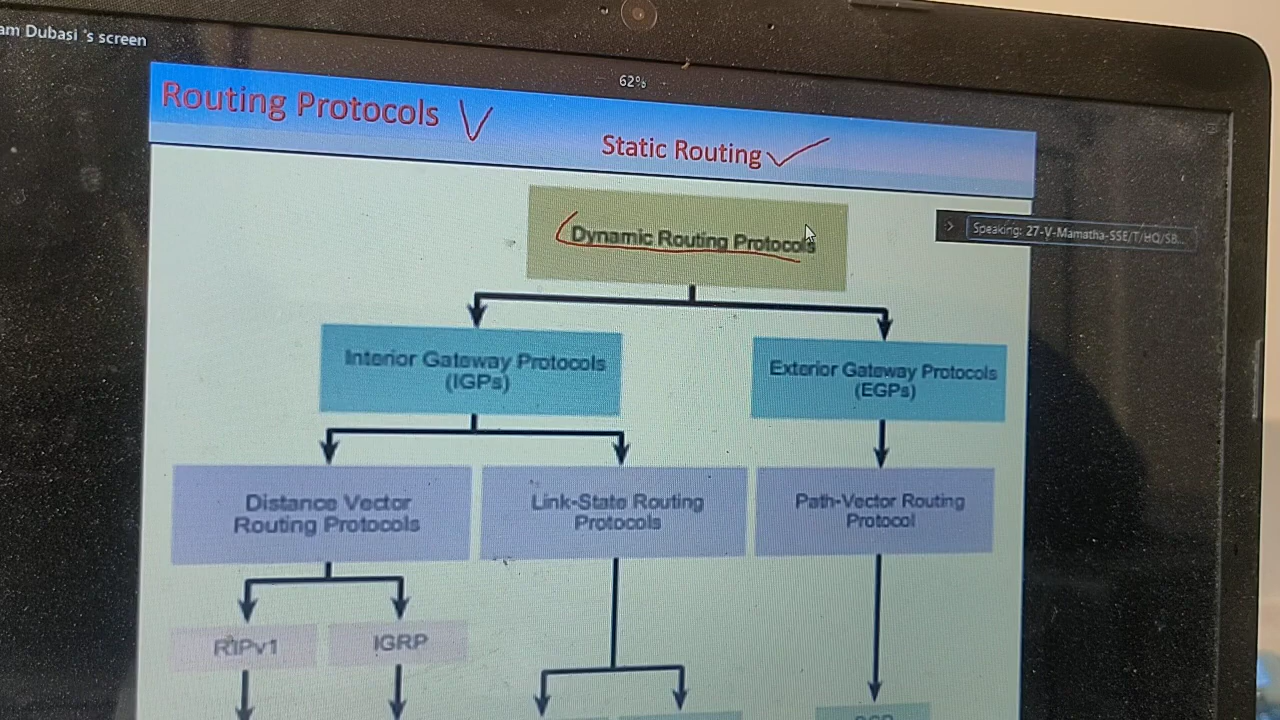 am Dubasi 's screen
62%
Routing Protocols
Static Routing
Dynamic Routing Protocols
Speaking: 27-V-Mamatha-SSE/T/HQ/SB...
Interior Gateway Protocols
(IGPs)
Exterior Gateway Protocols
(EGPs)
Distance Vector
Routing Protocols
Link-State Routing
Protocols
Path-Vector Routing
Protocol
RIPv1
IGRP